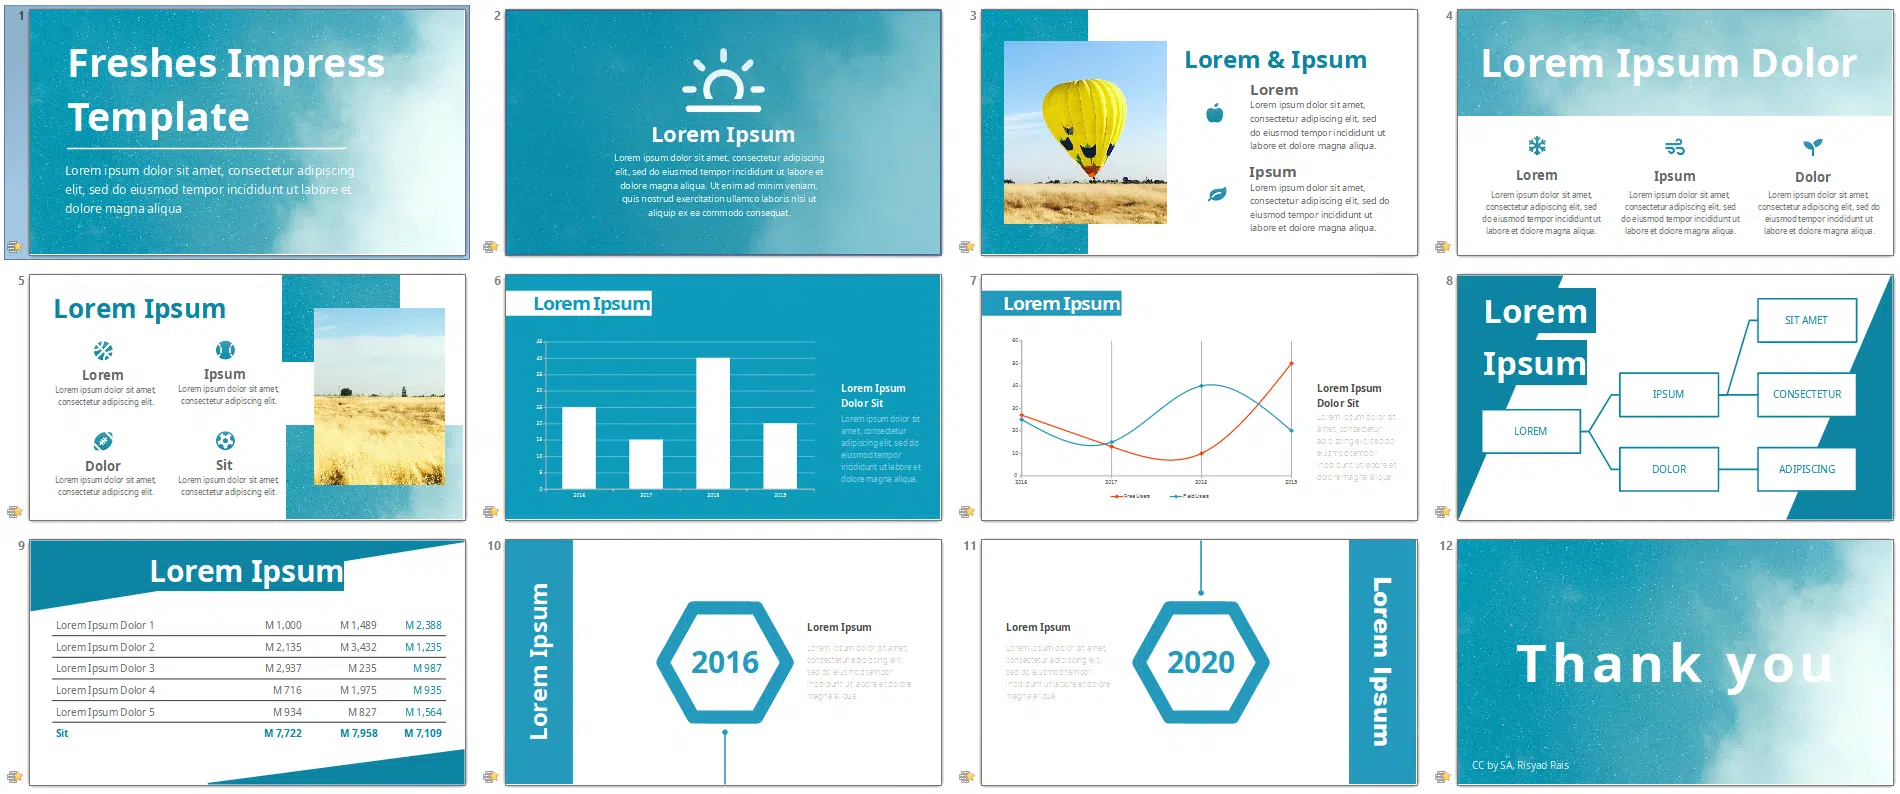 1
Freshes Impress
Template
Lorem ipsum dolor sit amet, consectetur adipiscing
elit, sed do eiusmod tempor incididunt ut labore et
dolore magna aliqua
2
Lorem Ipsum
Lorem ipsum dolor sit amet, consectetur adipiscing
elit, sed do eiusmod tempor incididunt ut labore et
dolore magna aliqua. Ut enim ad minim veniam,
quis nostrud exercitation ullamco laboris nisi ut
aliquip ex ea commodo consequat.
3
Lorem & Ipsum
Lorem
Lorem ipsum dolor sit amet,
consectetur adipiscing elit, sed
do eiusmod tempor incididunt ut
labore et dolore magna aliqua.
Ipsum
Lorem ipsum dolor sit amet,
consectetur adipiscing elit, sed do
eiusmod tempor incididunt ut
labore et dolore magna aliqua.
4
Lorem Ipsum Dolor
Lorem
Lorem ipsum dolor sit amet,
consectetur adipiscing elit, sed
do eiusmod tempor incididunt ut
labore et dolore magna aliqua.
Ipsum
Lorem ipsum dolor sit amet,
consectetur adipiscing elit, sed
do eiusmod tempor incididunt ut
labore et dolore magna aliqua.
Dolor
Lorem ipsum dolor sit amet,
consectetur adipiscing elit, sed do
eiusmod tempor incididunt ut
labore et dolore magna aliqua.
5
Lorem Ipsum
Lorem
Lorem ipsum dolor sit amet,
consectetur adipiscing elit.
Ipsum
Lorem ipsum dolor sit amet,
consectetur adipiscing elit.
Dolor
Lorem ipsum dolor sit amet,
consectetur adipiscing elit.
Sit
Lorem ipsum dolor sit amet,
consectetur adipiscing elit.
6
Lorem Ipsum
45
40
35
30
25
20
15
10
5
0
2016 2017 2018 2019
Lorem Ipsum
Dolor Sit
Lorem ipsum dolor sit
amet, consectetur
adipiscing elit, sed do
eiusmod tempor
incididunt ut labore et
dolore magna aliqua.
7
Lorem Ipsum
60
50
40
30
20
10
0
2016 2017 2018 2019
Free Users Paid Users
Lorem Ipsum
Dolor Sit
Lorem ipsum dolor sit
amet, consectetur
adipiscing elit, sed do
eiusmod tempor
incididunt ut labore et
dolore magna aliqua.
8
Lorem
Ipsum
LOREM
IPSUM
DOLOR
SIT AMET
CONSECTETUR
ADIPISCING
9
Lorem Ipsum
Lorem Ipsum Dolor 1 M 1,000 M 1,489 M 2,388
Lorem Ipsum Dolor 2 M 2,135 M 3,432 M 1,235
Lorem Ipsum Dolor 3 M 2,937 M 235 M 987
Lorem Ipsum Dolor 4 M 716 M 1,975 M 935
Lorem Ipsum Dolor 5 M 934 M 827 M 1,564
Sit M 7,722 M 7,958 M 7,109
10
Lorem Ipsum
2016
Lorem Ipsum
Lorem ipsum dolor sit amet,
consectetur adipiscing elit,
sed do eiusmod tempor
incididunt ut labore et dolore
magna aliqua
11
Lorem Ipsum
Lorem ipsum dolor sit amet,
consectetur adipiscing elit,
sed do eiusmod tempor
incididunt ut labore et dolore
magna aliqua
2020
Lorem Ipsum
12
Thank you
CC by SA, Risyad Rais